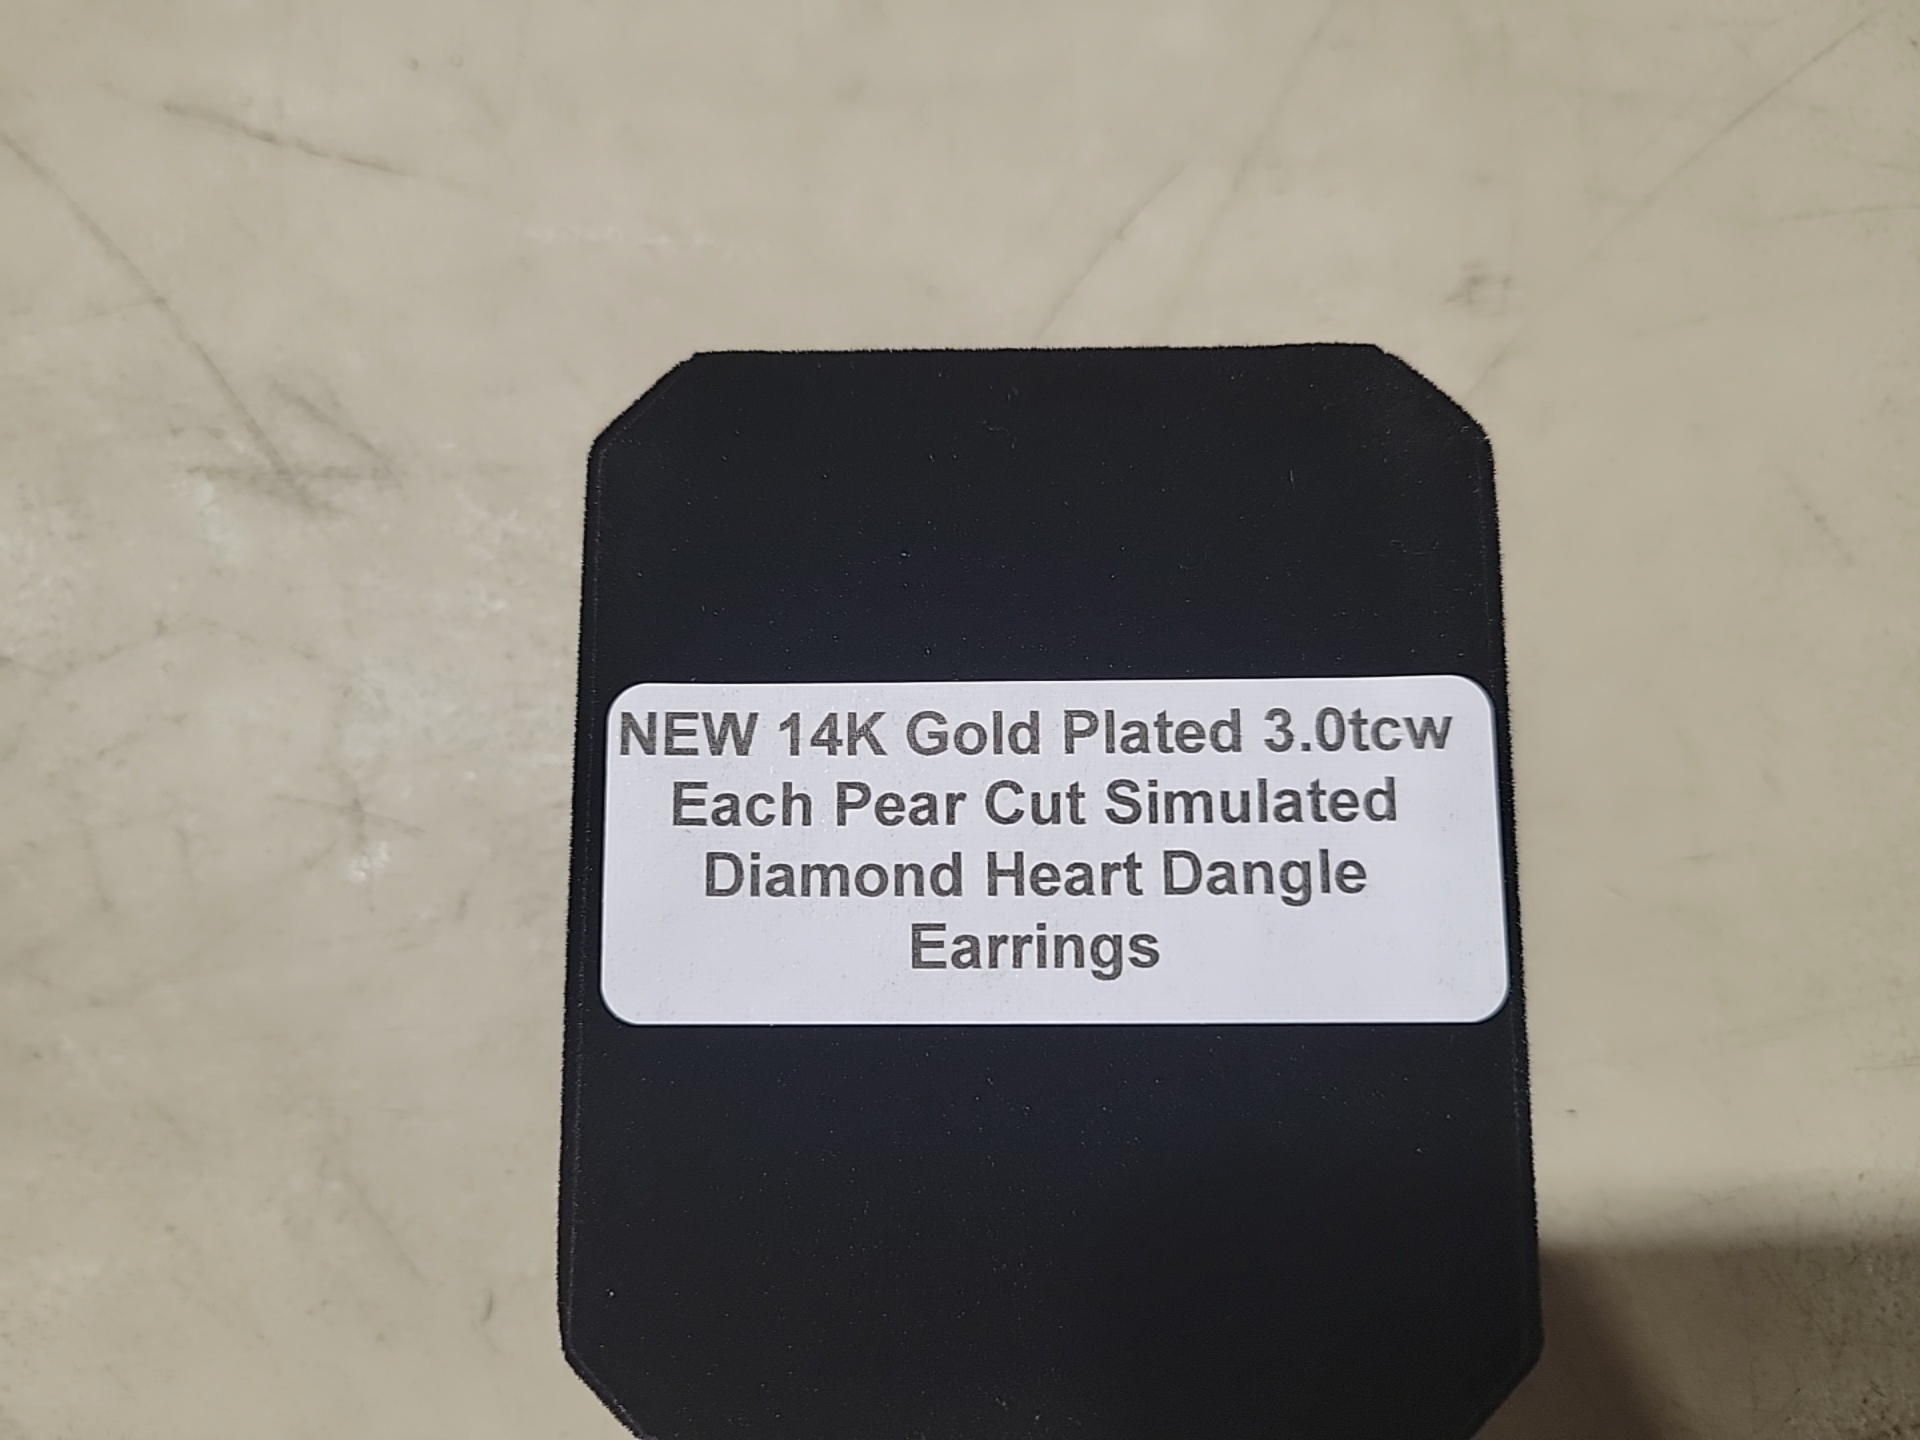 NEW 14K Gold Plated 3.0tcw
Each Pear Cut Simulated
Diamond Heart Dangle
Earrings